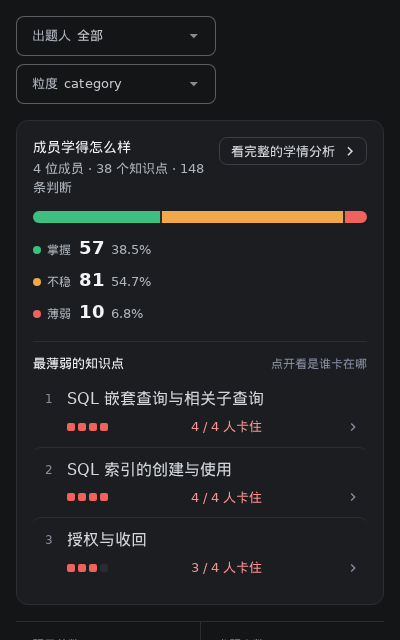 出题人 全部
粒度 category
成员学得怎么样
看完整的学情分析
4 位成员 · 38 个知识点 · 148
条判断
掌握 57 38.5%
不稳 81 54.7%
薄弱 10 6.8%
最薄弱的知识点 点开看是谁卡在哪
1 SQL 嵌套查询与相关子查询
4 / 4 人卡住
2 SQL 索引的创建与使用
4 / 4 人卡住
3 授权与收回
3 / 4 人卡住